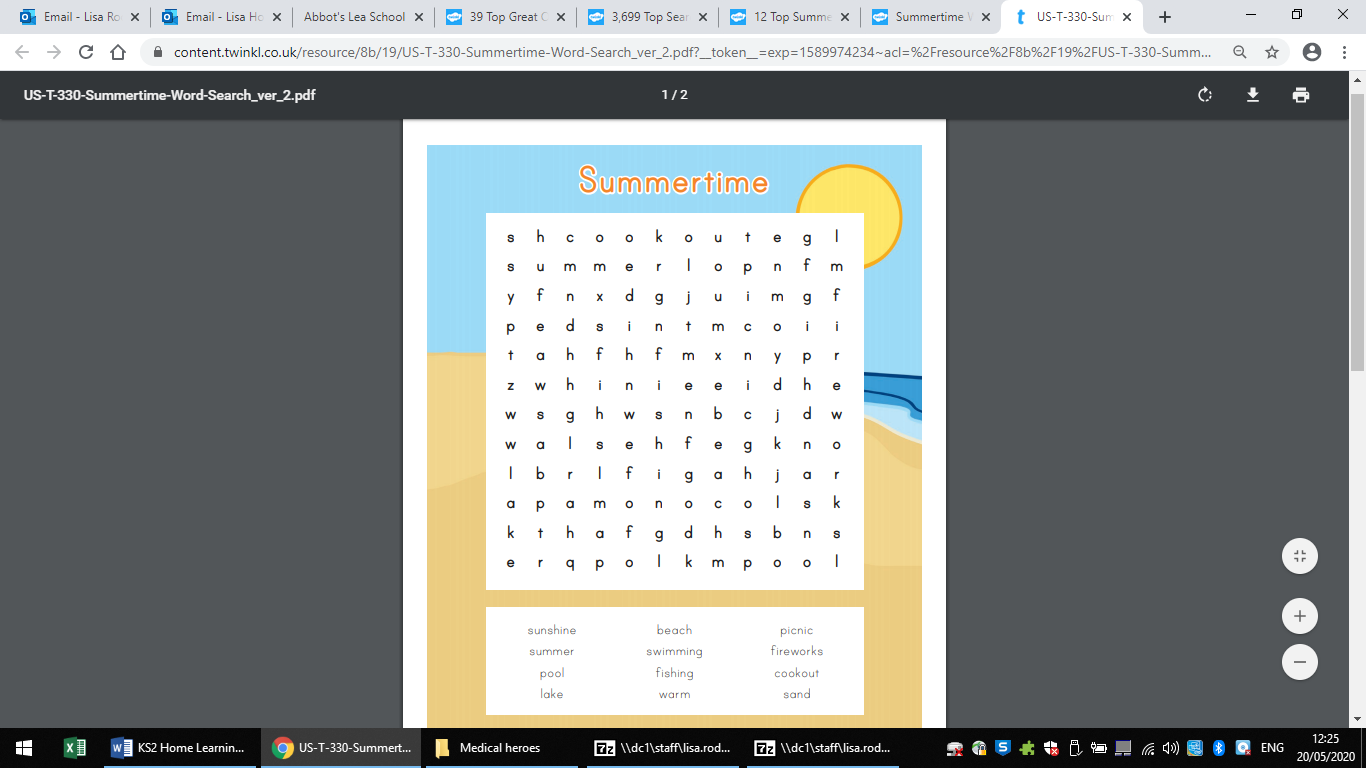 Email - Lisa Ro
Email - Lisa Ho
Abbot's Lea School
39 Top Great C
3,699 Top Sear
12 Top Summe
Summertime W
US-T-330-Sum
content.twinkl.co.uk/resource/8b/19/US-T-330-Summertime-Word-Search_ver_2.pdf?__token__=exp=1589974234~acl=%2Fresource%2F8b%2F19%2FUS-T-330-Summ...
US-T-330-Summertime-Word-Search_ver_2.pdf
1 / 2
Summertime
s h c o o k o u t e g l
s u m m e r l o p n f m
y f n x d g j u i m g f
p e d s i n t m c o i i
t a h f h f m x n y p r
z w h i n i e e i d h e
w s g h w s n b c j d w
w a l s e h f e g k n o
l b r l f i g a h j a r
a p a m o n o c o l s k
k t h a f g d h s b n s
e r q p o l k m p o o l
sunshine beach picnic
summer swimming fireworks
pool fishing cookout
lake warm sand
KS2 Home Learnin...
US-T-330-Summert...
Medical heroes
7z \\dc1\staff\lisa.rod...
7z \\dc1\staff\lisa.rod...
ENG
12:25
20/05/2020